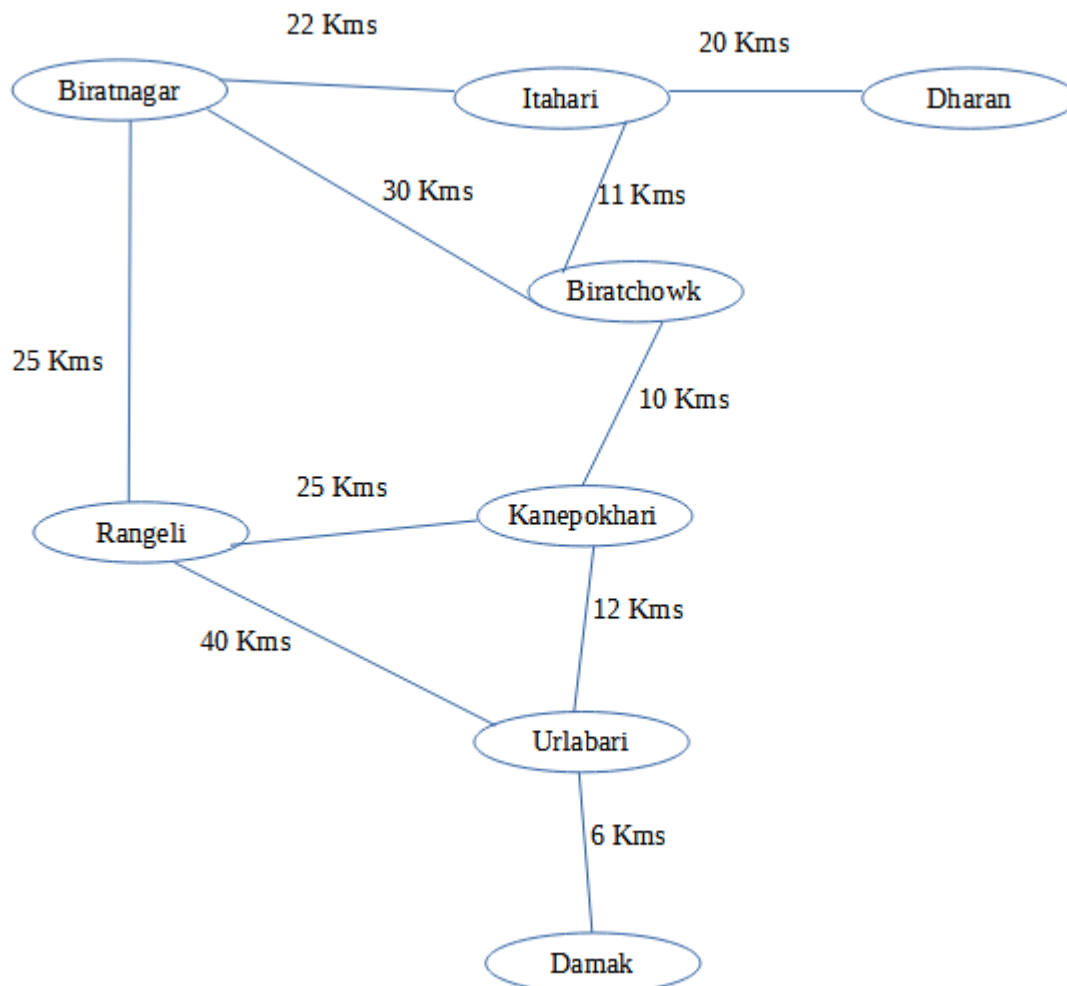 22 Kms
20 Kms
Biratnagar
Itahari
Dharan
30 Kms
11 Kms
Biratchowk
25 Kms
10 Kms
25 Kms
Kanepokhari
Rangeli
12 Kms
40 Kms
Urlabari
6 Kms
Damak